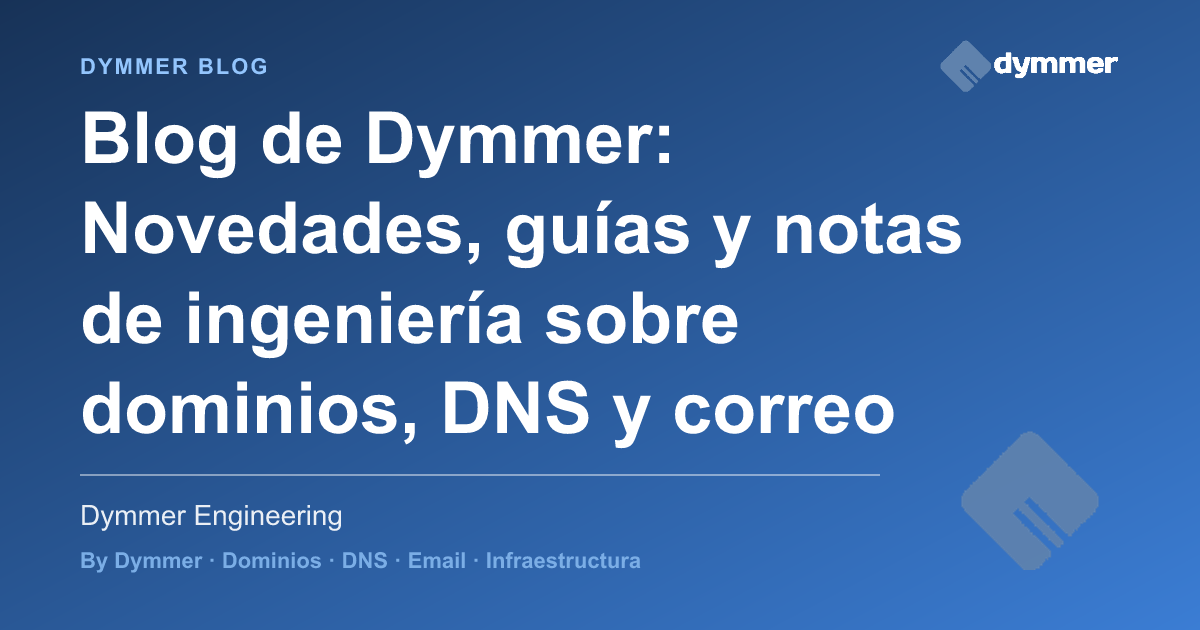 DYMMER BLOG
dymmer
Blog de Dymmer:
Novedades, guías y notas
de ingeniería sobre
dominios, DNS y correo
Dymmer Engineering
By Dymmer · Dominios · DNS · Email · Infraestructura